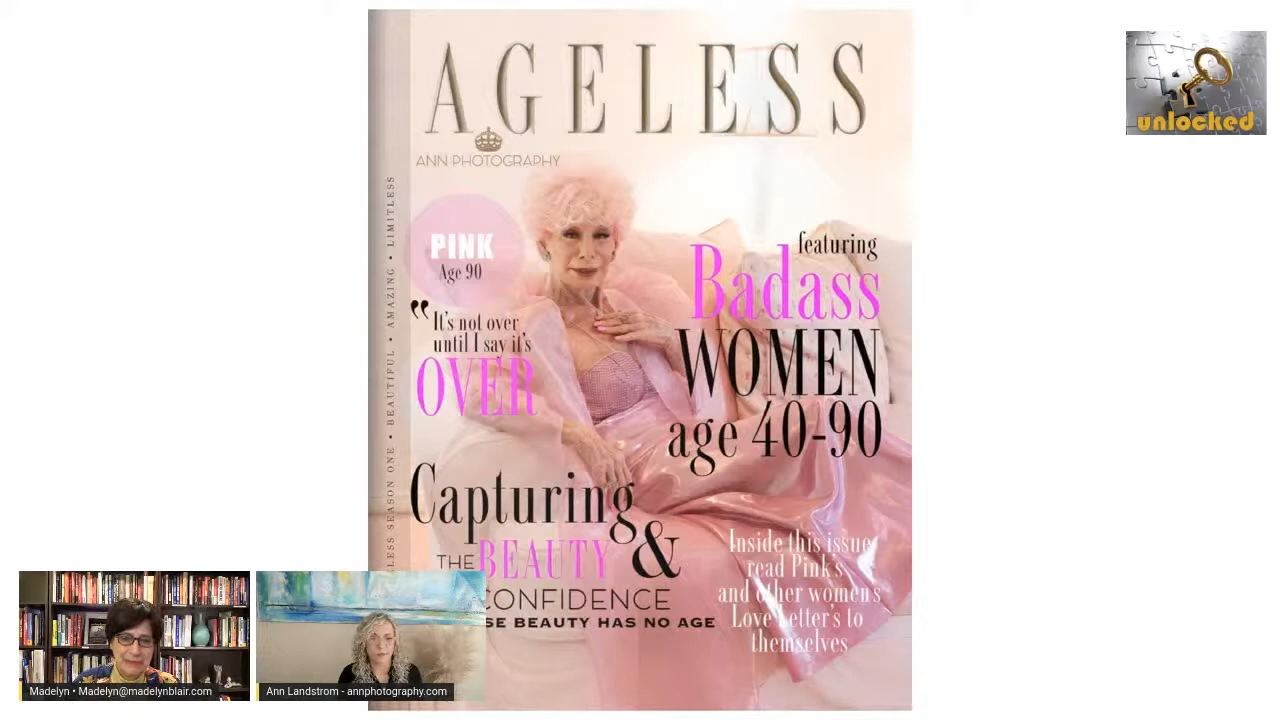 AGELESS
ANN PHOTOGRAPHY
LESS SEASON ONE • BEAUTIFUL • AMAZING • LIMITLESS
PINK
Age 90
“It's not over
until I say it's
OVER
featuring
Badass
WOMEN
age 40-90
Capturing
THE BEAUTY &
CONFIDENCE
SE BEAUTY HAS NO AGE
Inside this issue
read Pink's
and other women's
Love Letter's to
themselves
unlocked
Madelyn • Madelyn@madelynblair.com
Ann Landstrom - annphotography.com